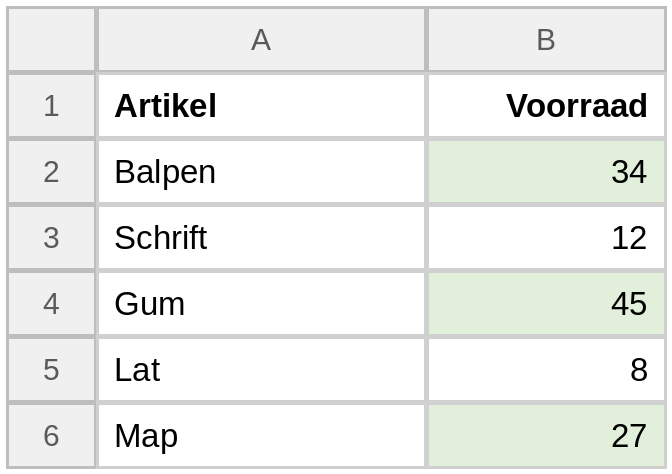 A B
1 Artikel Voorraad
2 Balpen 34
3 Schrift 12
4 Gum 45
5 Lat 8
6 Map 27